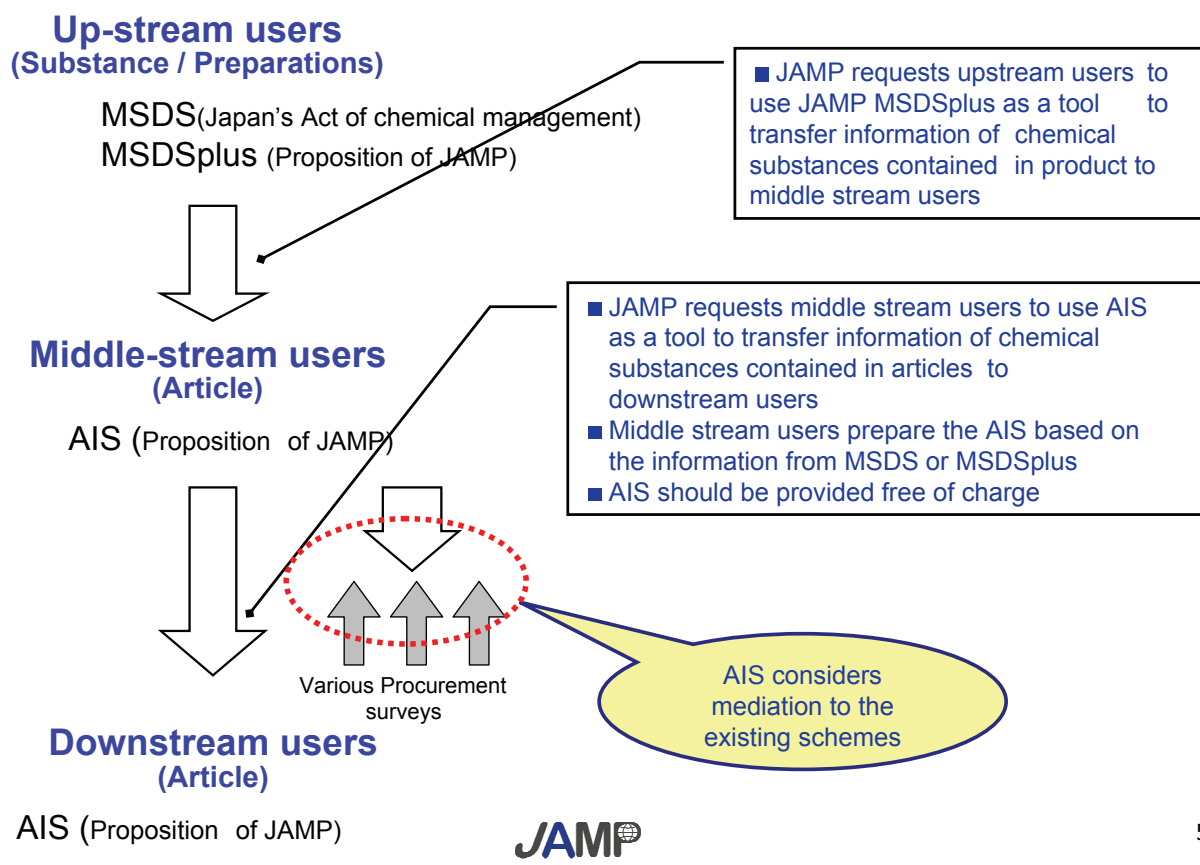 Up-stream users
(Substance / Preparations)
MSDS(Japan's Act of chemical management)
MSDSplus (Proposition of JAMP)
■ JAMP requests upstream users to
use JAMP MSDSplus as a tool to
transfer information of chemical
substances contained in product to
middle stream users
Middle-stream users
(Article)
AIS (Proposition of JAMP)
■ JAMP requests middle stream users to use AIS
as a tool to transfer information of chemical
substances contained in articles to
downstream users
■ Middle stream users prepare the AIS based on
the information from MSDS or MSDSplus
■ AIS should be provided free of charge
Various Procurement
surveys
AIS considers
mediation to the
existing schemes
Downstream users
(Article)
AIS (Proposition of JAMP)
JAMP
5